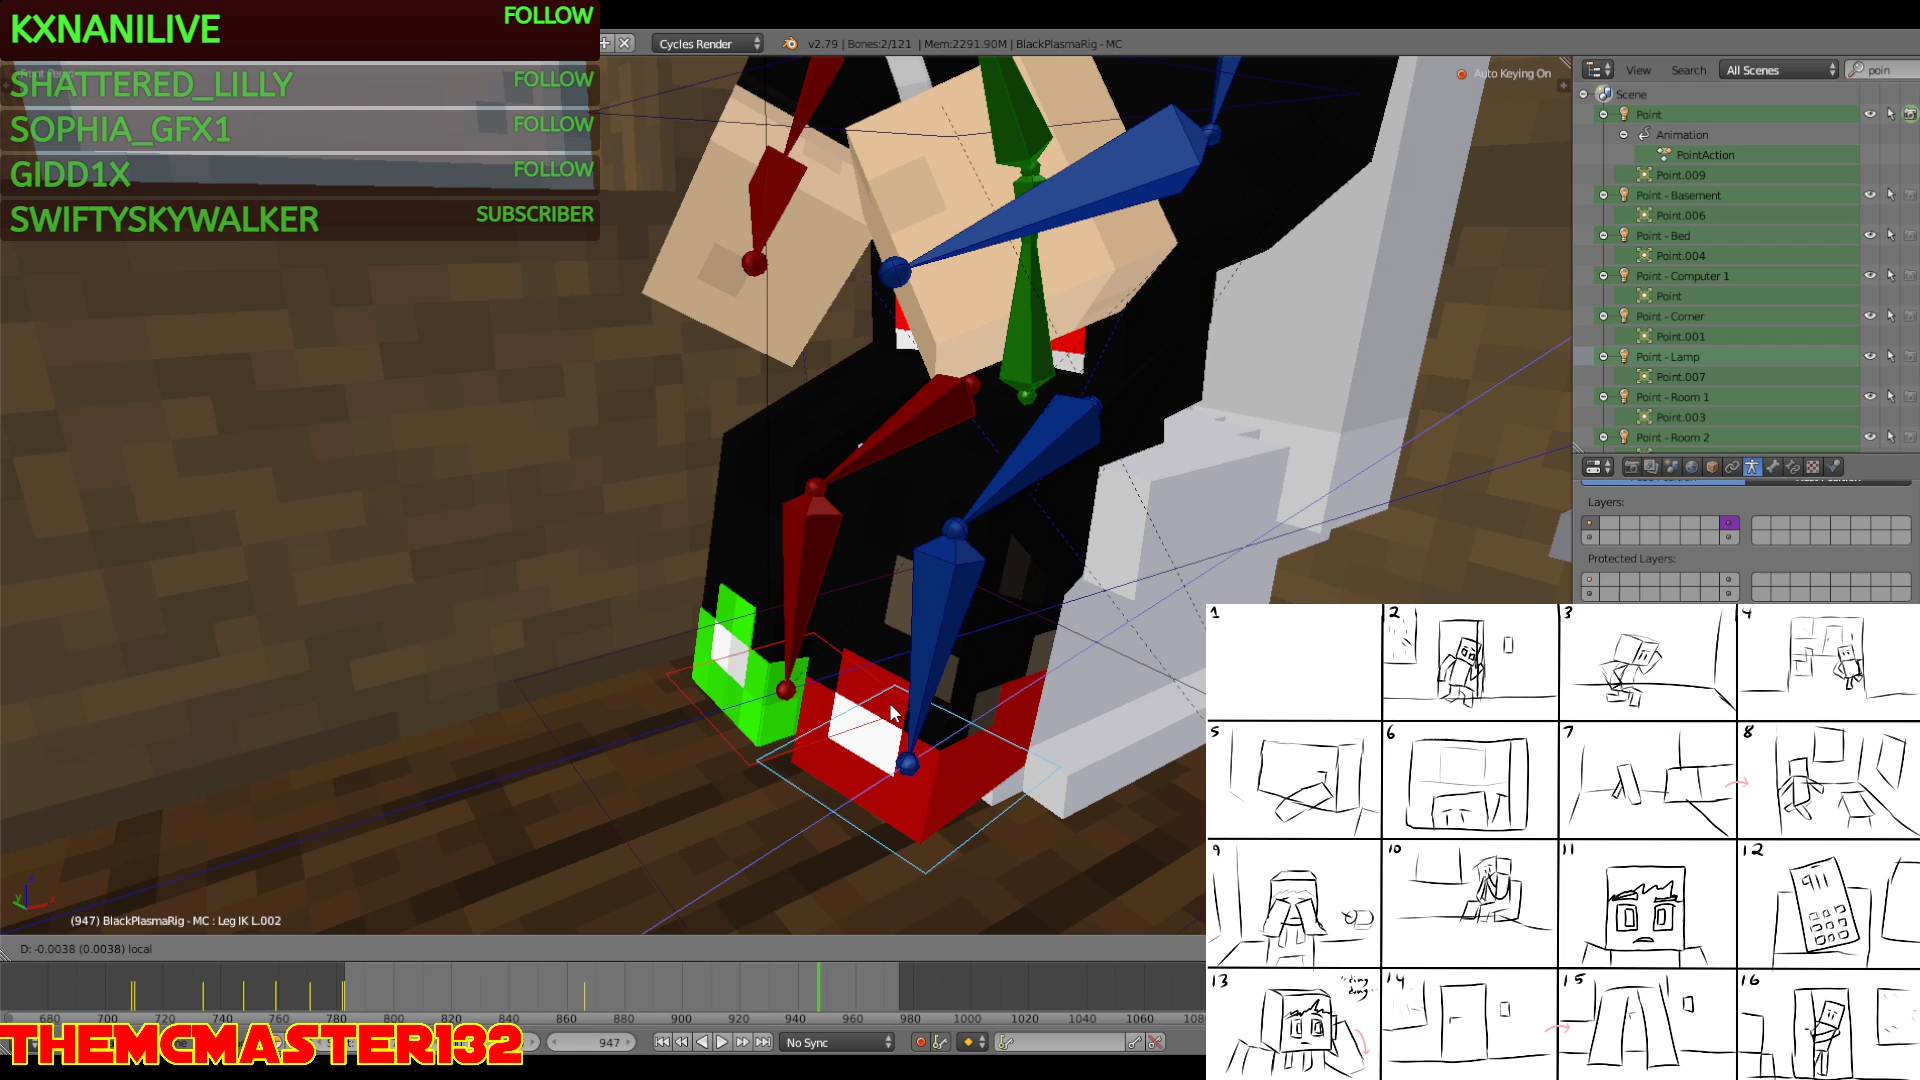 KXNANILIVE FOLLOW
SHATTERED_LILLY FOLLOW
SOPHIA_GFX1 FOLLOW
GIDD1X FOLLOW
SWIFTYSKYWALKER SUBSCRIBER
Cycles Render
v2.79 | Bones:2/121 | Mem:2291.90M | BlackPlasmaRig - MC
Auto Keying On
View Search All Scenes poin
Scene
Point
Animation
PointAction
Point.009
Point - Basement
Point.006
Point - Bed
Point.004
Point - Computer 1
Point
Point - Corner
Point.001
Point - Lamp
Point.007
Point - Room 1
Point.003
Point - Room 2
Layers:
Protected Layers:
1 2 3 4
5 6 7 8
9 10 11 12
911
13 14 15 16
"ding dong"
(947) BlackPlasmaRig - MC : Leg IK L.002
D: -0.0038 (0.0038) local
680 700 720 740 760 780 800 820 840 860 880 900 920 940 960 980 1000 1020 1040 1060 108
THEMCMASTER132
947
No Sync